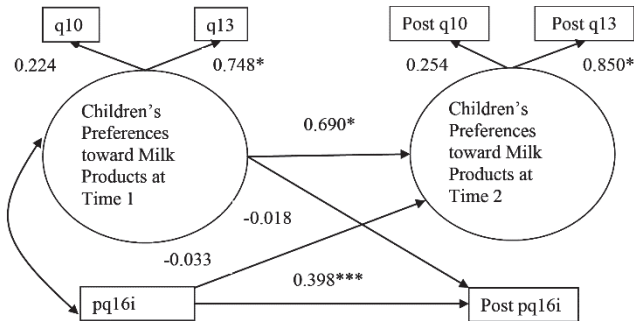 q10
q13
Post q10
Post q13
0.224
0.748*
0.254
0.850*
Children's
Preferences
toward Milk
Products at
Time 1
0.690*
Children's
Preferences
toward Milk
Products at
Time 2
-0.018
-0.033
0.398***
pq16i
Post pq16i